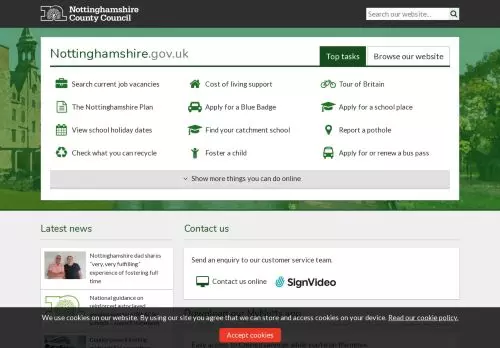 Nottinghamshire
County Council
Search our website...
Nottinghamshire.gov.uk
Top tasks
Browse our website
Search current job vacancies
Cost of living support
Tour of Britain
The Nottinghamshire Plan
Apply for a Blue Badge
Apply for a school place
View school holiday dates
Find your catchment school
Report a pothole
Check what you can recycle
Foster a child
Apply for or renew a bus pass
Show more things you can do online
Latest news
Contact us
Nottinghamshire dad shares
"very, very fulfilling"
experience of fostering full
time
Send an enquiry to our customer service team.
Contact us online
SignVideo
National guidance on
reinforced autoclaved
Download our MyNotts app
We use cookies on our website. By using our site you agree that we can store and access cookies on your device. Read our cookie policy.
Accept cookies